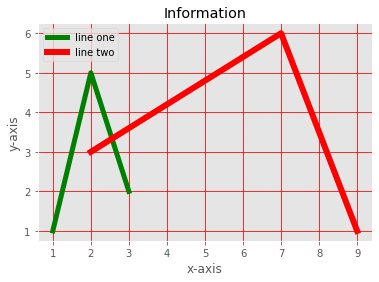 Information
line one
line two
6
5
4
3
2
1
y-axis
1 2 3 4 5 6 7 8 9
x-axis